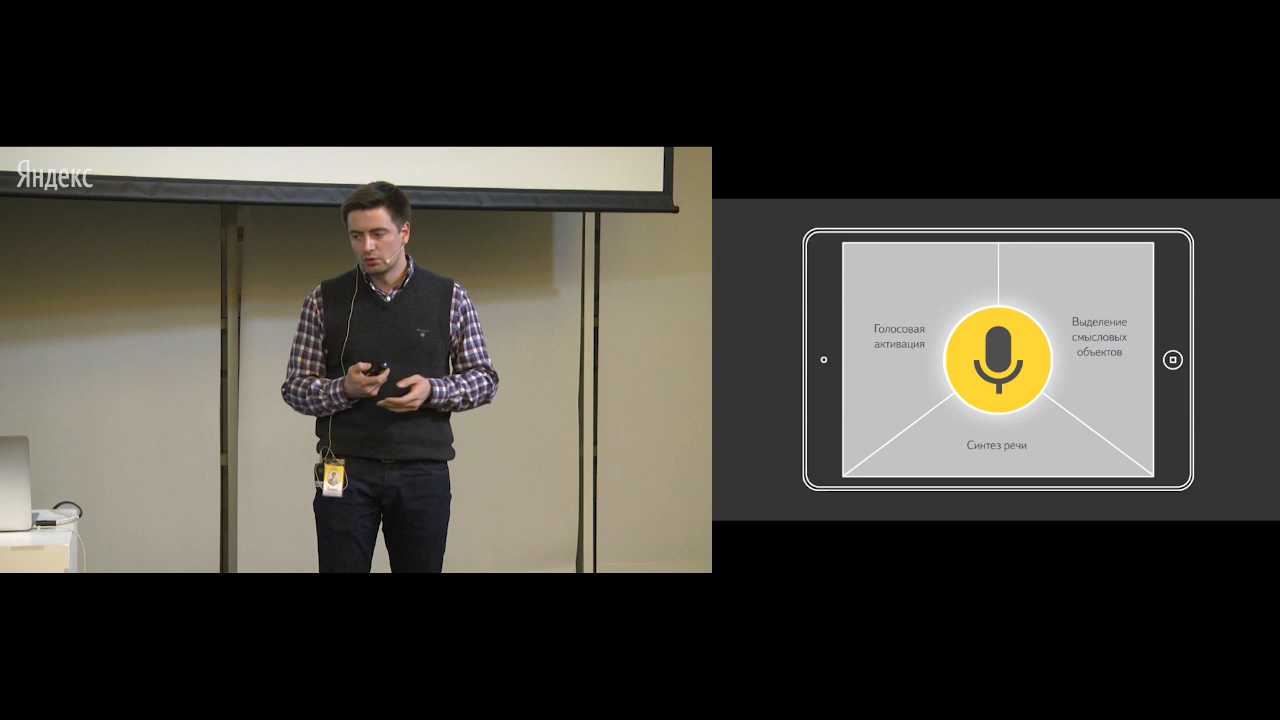 Яндекс
Голосовая
активация
Выделение
смысловых
объектов
Синтез речи